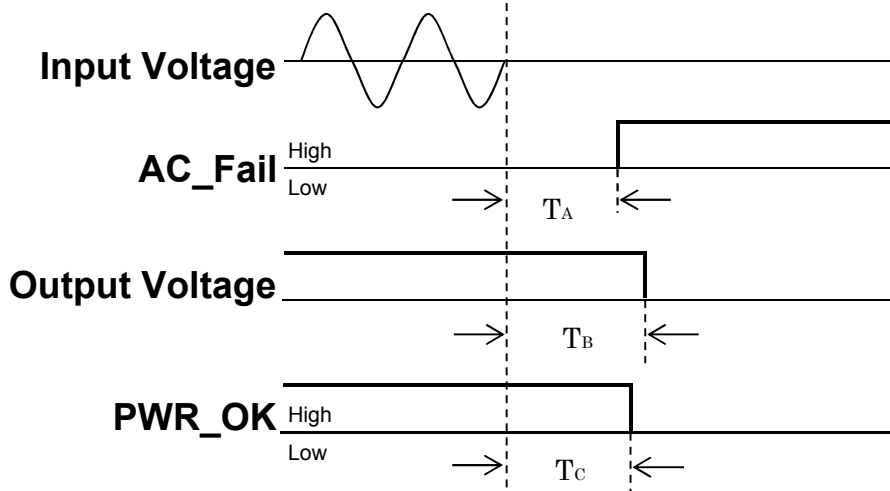 Input Voltage
AC_Fail
High
Low
TA
Output Voltage
TB
PWR_OK
High
Low
TC